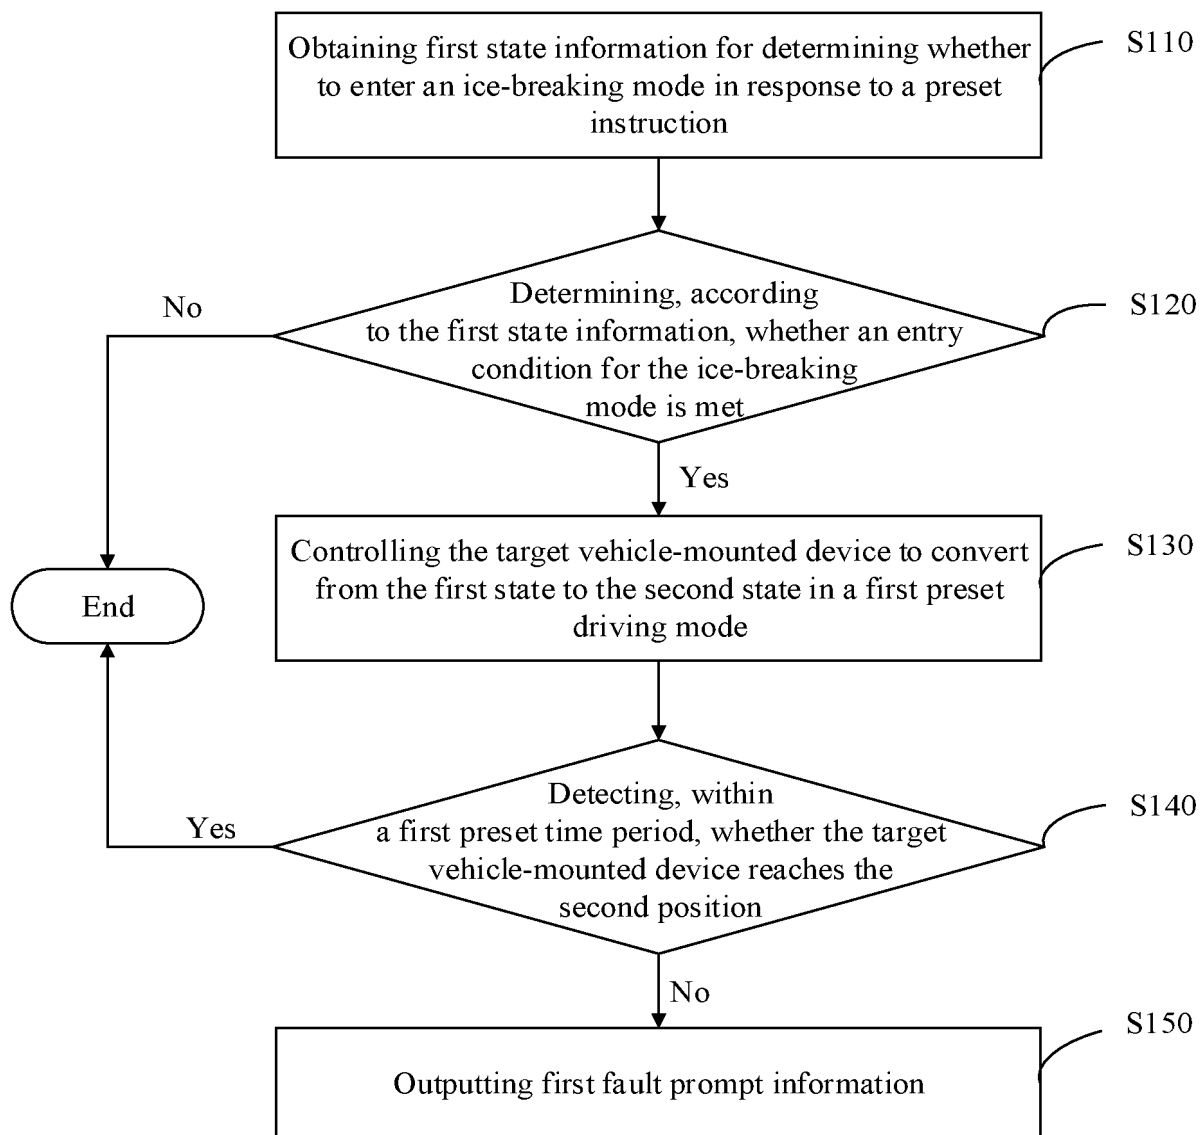 Obtaining first state information for determining whether
to enter an ice-breaking mode in response to a preset
instruction
S110
No
Determining, according
to the first state information, whether an entry
condition for the ice-breaking
mode is met
S120
Yes
Controlling the target vehicle-mounted device to convert
from the first state to the second state in a first preset
driving mode
S130
End
Yes
Detecting, within
a first preset time period, whether the target
vehicle-mounted device reaches the
second position
S140
No
Outputting first fault prompt information
S150